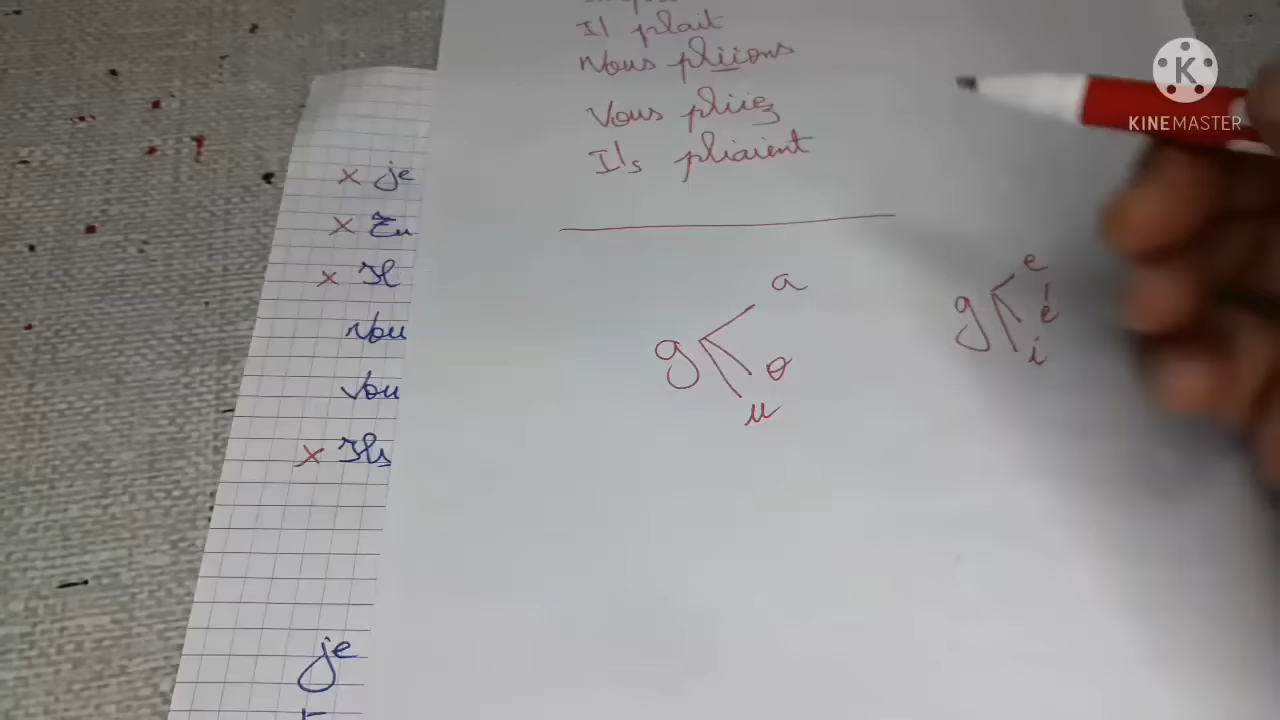 Il plait
Nous pliions
Vous pliiez
Ils pliaient
x je
x Tu
x Il
Nou
Vou
x Ils
g a
o
u
g e
é
i
je
KINEMASTER